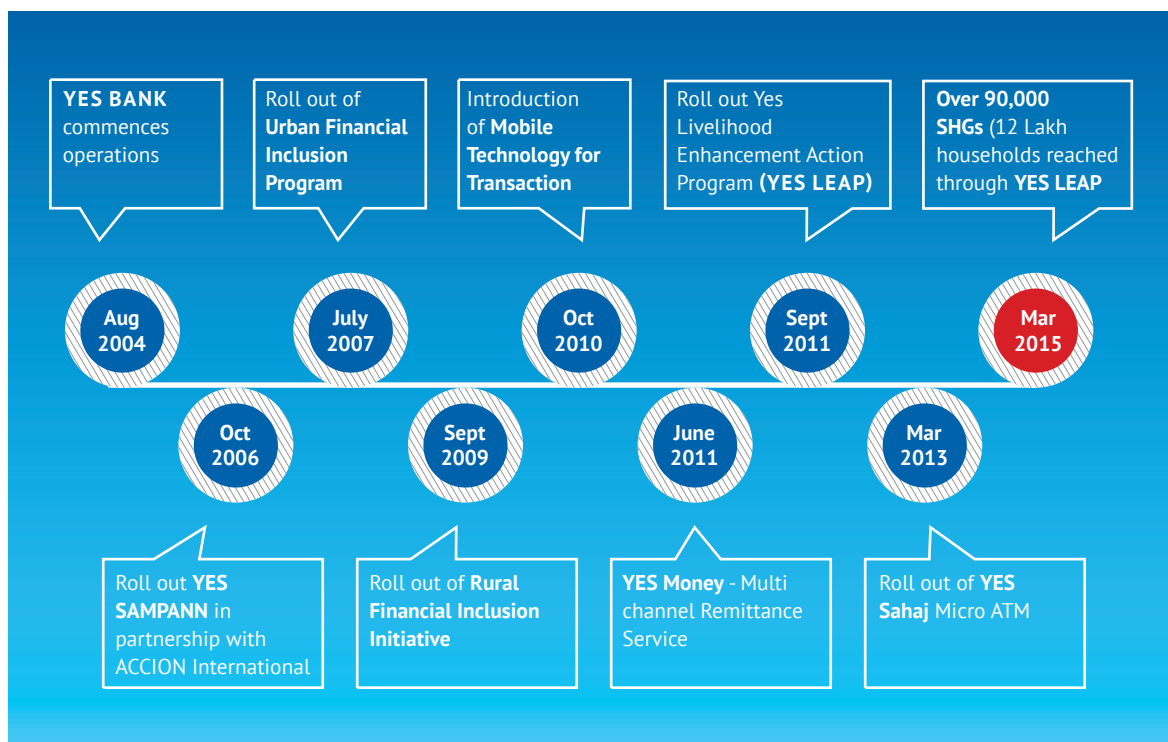 YES BANK
commences
operations
Roll out of
Urban Financial
Inclusion
Program
Introduction
of Mobile
Technology for
Transaction
Roll out Yes
Livelihood
Enhancement Action
Program (YES LEAP)
Over 90,000
SHGs (12 Lakh
households reached
through YES LEAP
Aug
2004
July
2007
Oct
2010
Sept
2011
Mar
2015
Oct
2006
Sept
2009
June
2011
Mar
2013
Roll out YES
SAMPANN in
partnership with
ACCION International
Roll out of Rural
Financial Inclusion
Initiative
YES Money - Multi
channel Remittance
Service
Roll out of YES
Sahaj Micro ATM